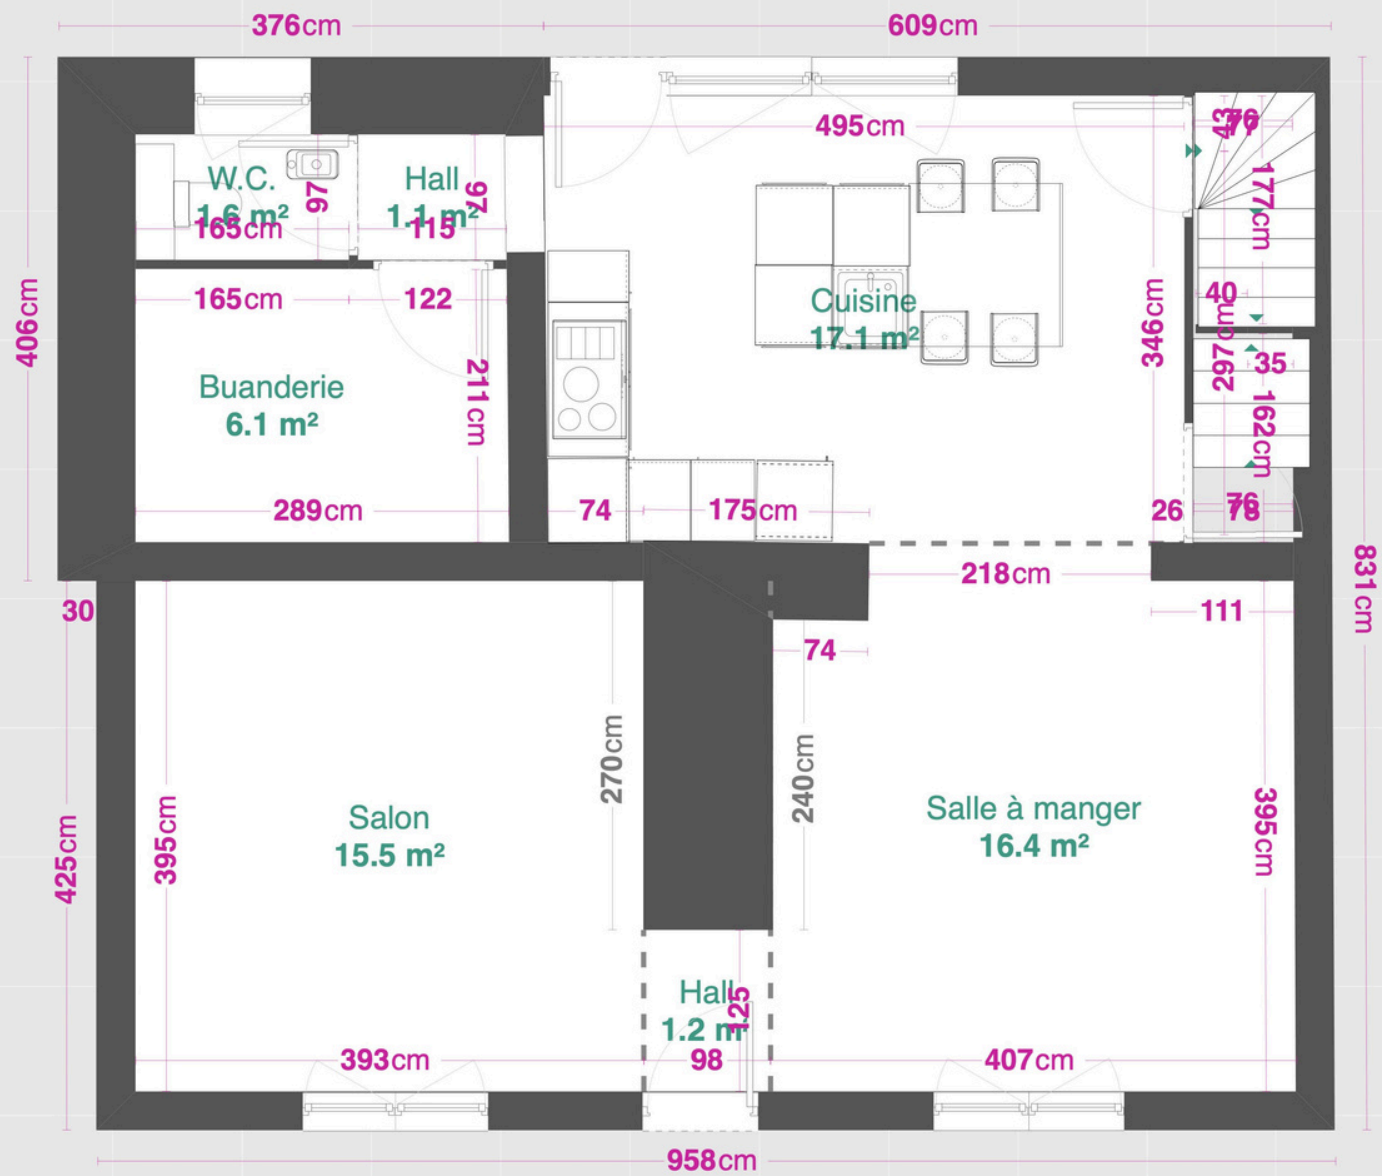 376cm
609cm
495cm
43
76
W.C.
1.6 m²
97
165cm
Hall
1.1 m²
97
115
177cm
165cm
122
40
406cm
Cuisine
17.1 m²
346cm
297cm
35
Buanderie
6.1 m²
211cm
162cm
289cm
74
175cm
26
76
78
218cm
831cm
30
111
74
270cm
240cm
Salon
15.5 m²
Salle à manger
16.4 m²
395cm
395cm
425cm
Hall
1.2 m²
125
393cm
98
407cm
958cm